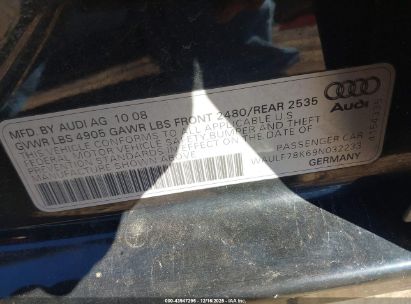 MFD BY AUDI AG 10 08
GVWR LBS 4905 GAWR LBS FRONT 2480/REAR 2535
THIS VEHICLE CONFORMS TO ALL APPLICABLE U S
FEDERAL MOTOR VEHICLE SAFETY BUMPER AND THEFT
PREVENTION STANDARDS IN EFFECT ON THE DATE OF
MANUFACTURE
Audi
PASSENGER CAR
WAULF78K69N032233
GERMANY